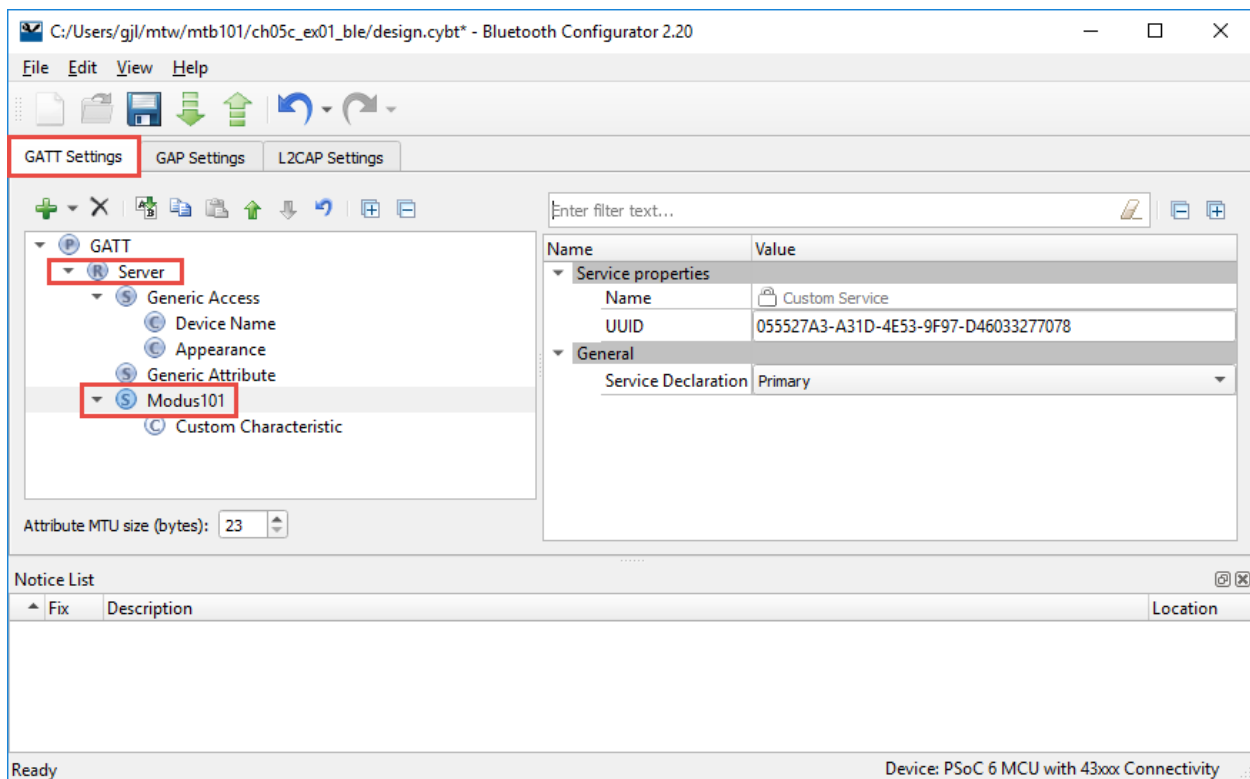 C:/Users/gjl/mtw/mtb101/ch05c_ex01_ble/design.cybt* - Bluetooth Configurator 2.20
File Edit View Help
GATT Settings GAP Settings L2CAP Settings
Enter filter text...
GATT
Server
Generic Access
Device Name
Appearance
Generic Attribute
Modus101
Custom Characteristic
Attribute MTU size (bytes): 23
Name Value
Service properties
Name Custom Service
UUID 055527A3-A31D-4E53-9F97-D46033277078
General
Service Declaration Primary
Notice List
Fix Description Location
Ready Device: PSoC 6 MCU with 43xxx Connectivity